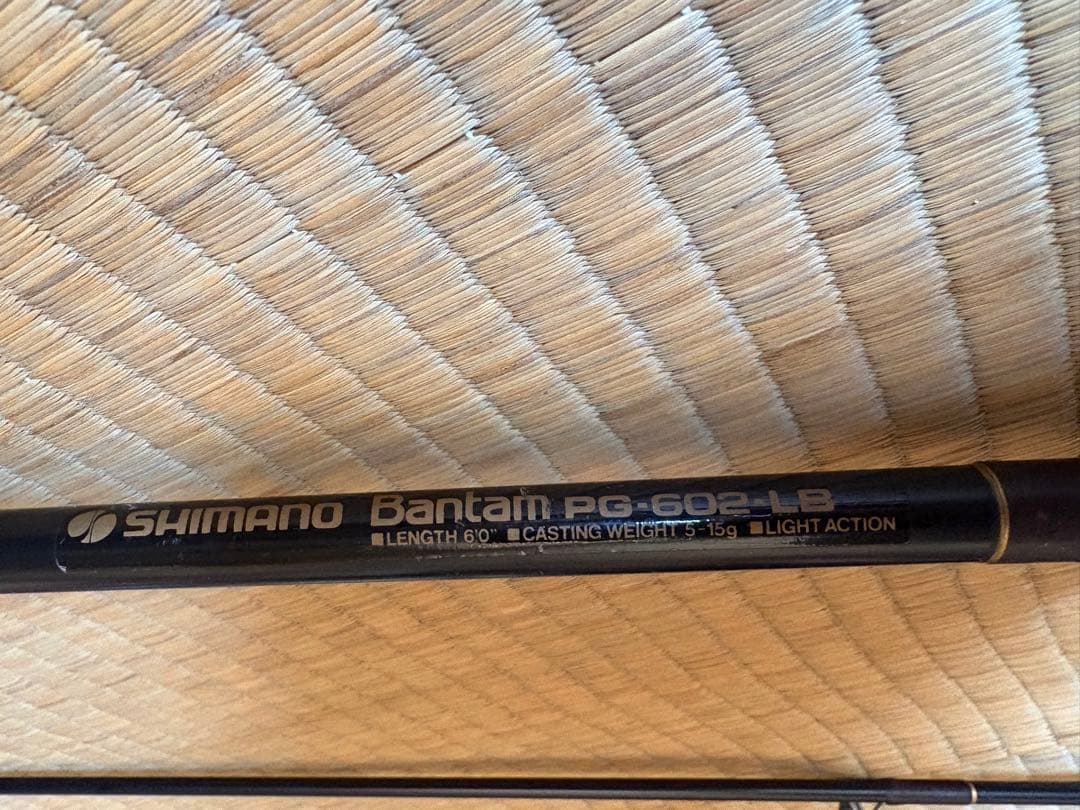 SHIMANO Bantam PG-602-LB
■LENGTH 6'0" ■CASTING WEIGHT 5-15g ■LIGHT ACTION